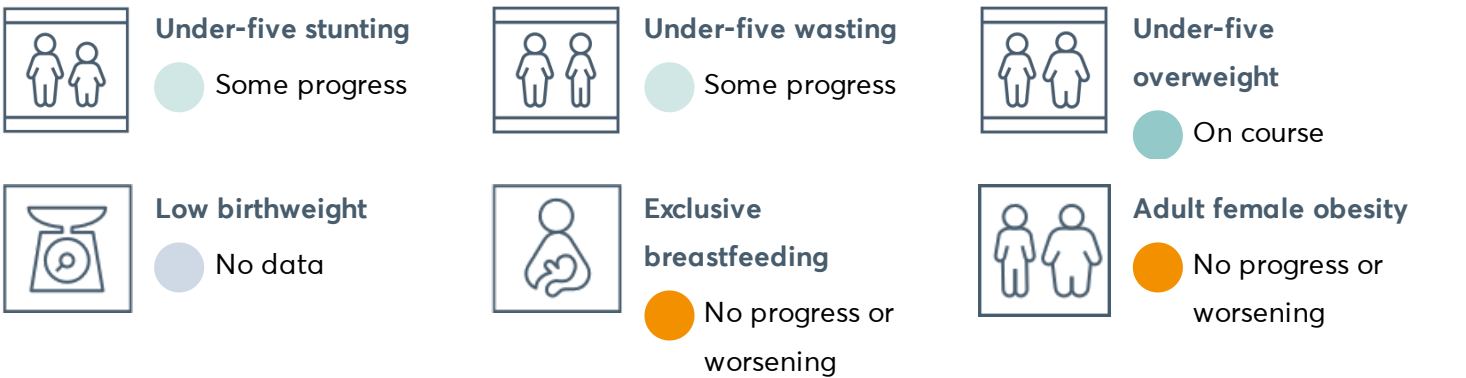 Under-five stunting
Some progress
Under-five wasting
Some progress
Under-five
overweight
On course
Low birthweight
No data
Exclusive
breastfeeding
No progress or
worsening
Adult female obesity
No progress or
worsening